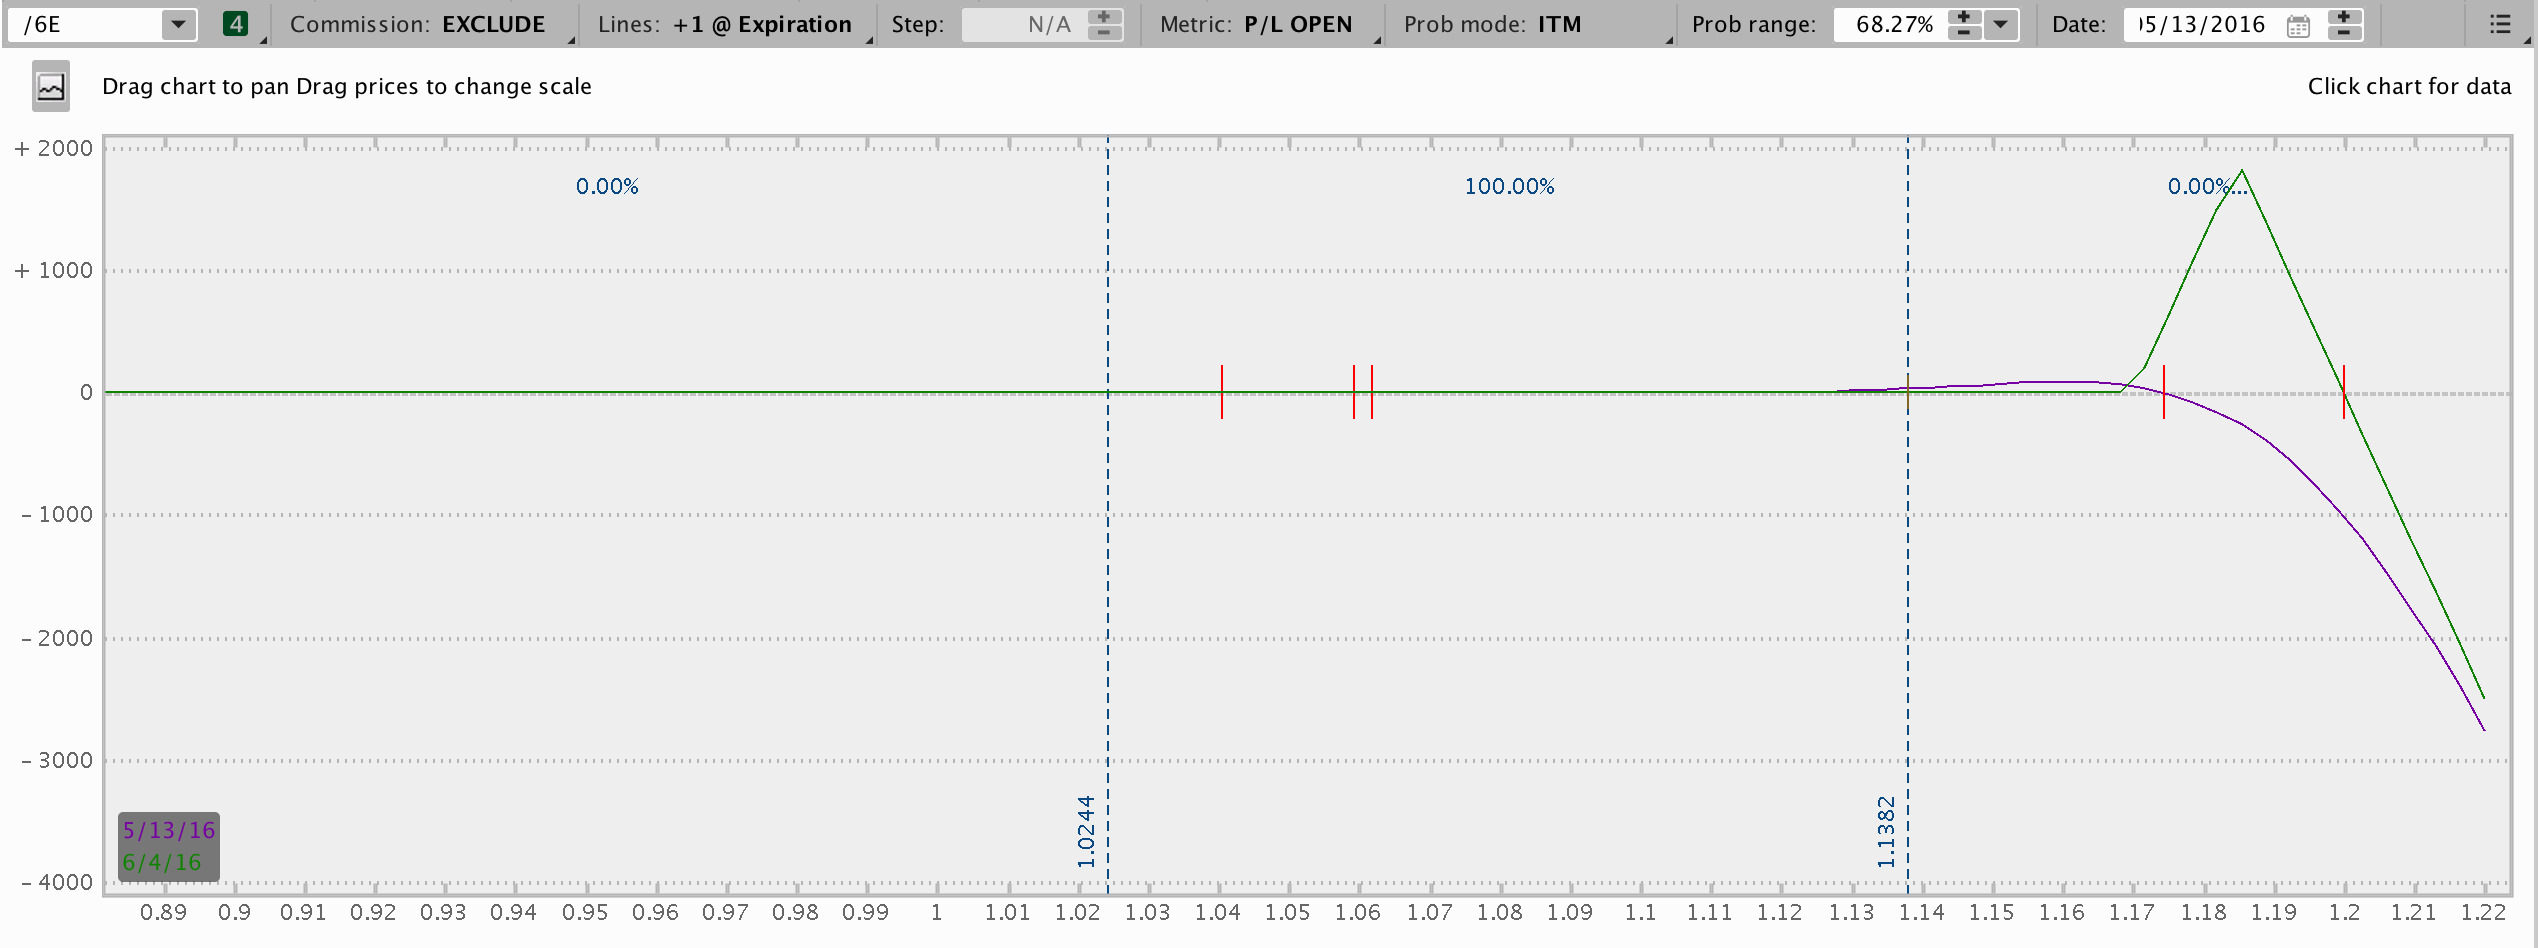 /6E 4 Commission: EXCLUDE Lines: +1 @ Expiration Step: N/A Metric: P/L OPEN Prob mode: ITM Prob range: 68.27% Date: 05/13/2016
Drag chart to pan Drag prices to change scale Click chart for data
+ 2000
0.00% 100.00% 0.00%...
+ 1000
0
- 1000
- 2000
- 3000
1.0244 1.1382
5/13/16
6/4/16
- 4000
0.89 0.9 0.91 0.92 0.93 0.94 0.95 0.96 0.97 0.98 0.99 1 1.01 1.02 1.03 1.04 1.05 1.06 1.07 1.08 1.09 1.1 1.11 1.12 1.13 1.14 1.15 1.16 1.17 1.18 1.19 1.2 1.21 1.22